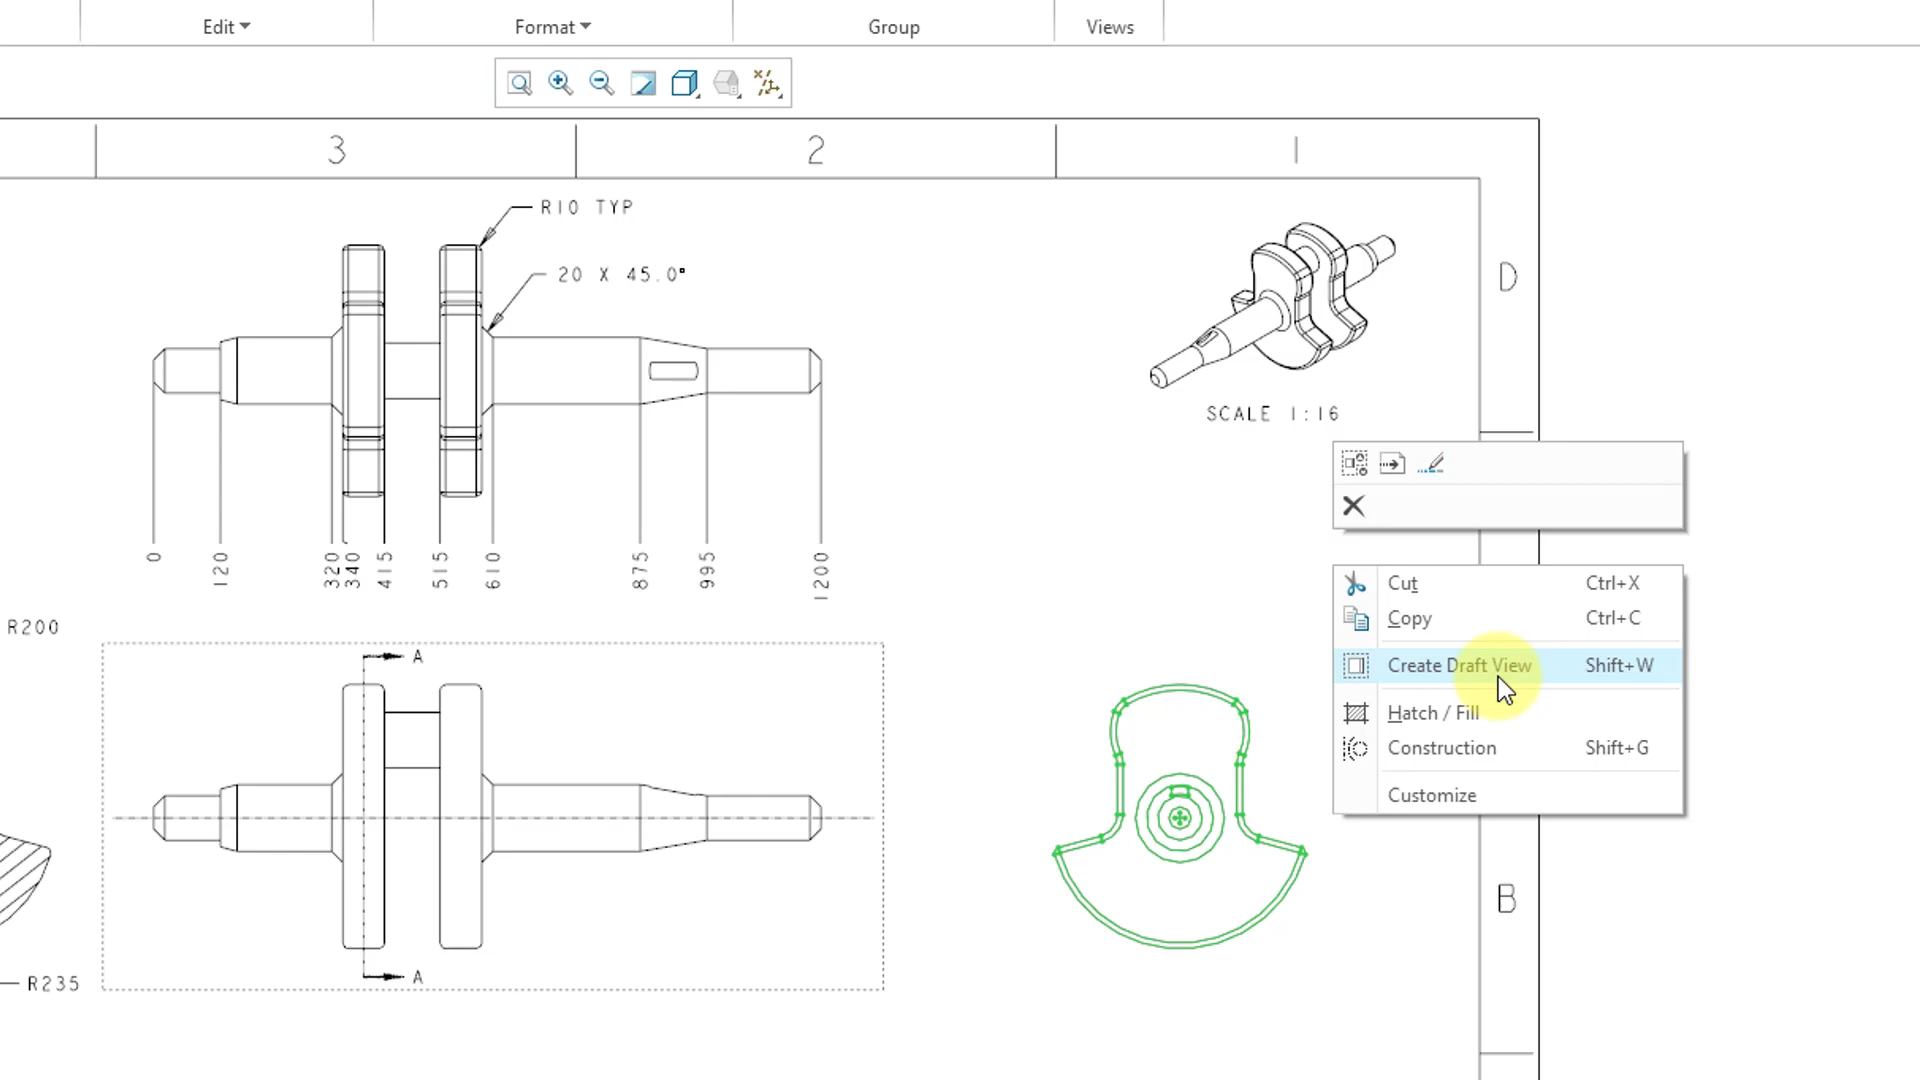 Edit Format Group Views
3 2 1
R10 TYP
20 X 45.0°
D
SCALE 1:16
0 120 320 340 415 515 610 875 995 1200
Cut Ctrl+X
Copy Ctrl+C
R200
A
Create Draft View Shift+W
Hatch / Fill
Construction Shift+G
Customize
B
A
R235